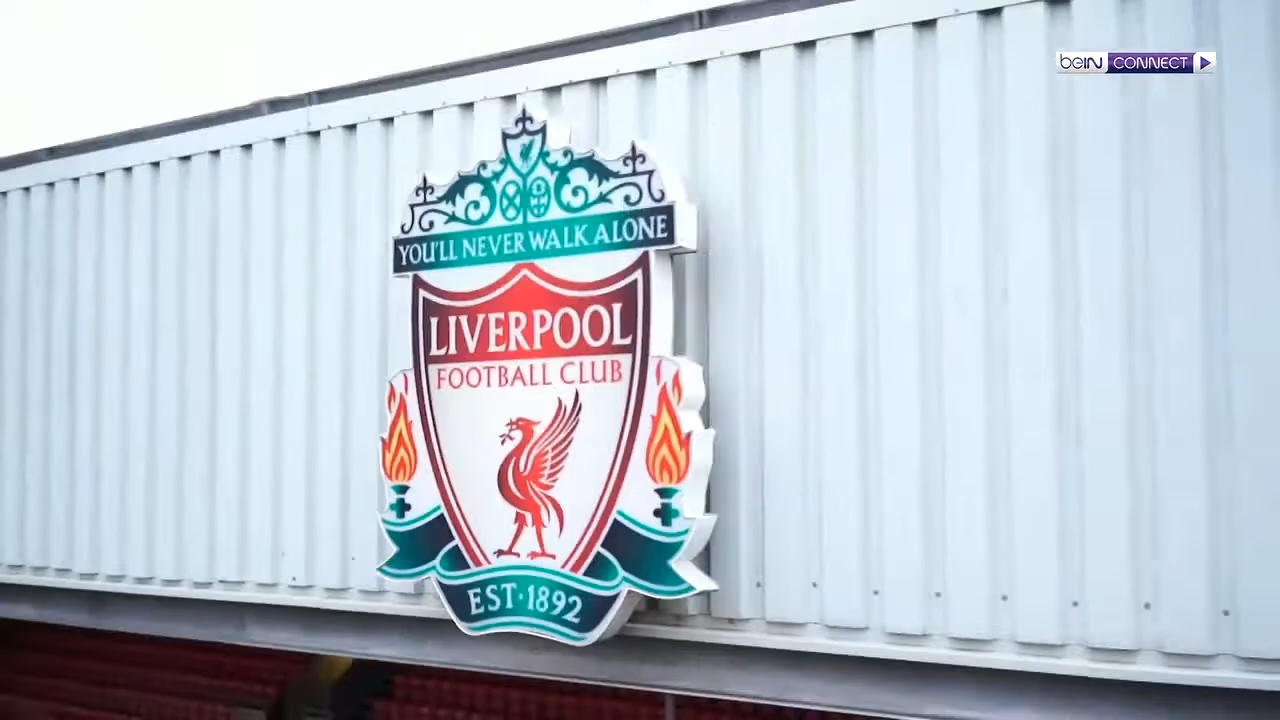 beIN CONNECT
YOU'LL NEVER WALK ALONE
LIVERPOOL
FOOTBALL CLUB
EST·1892